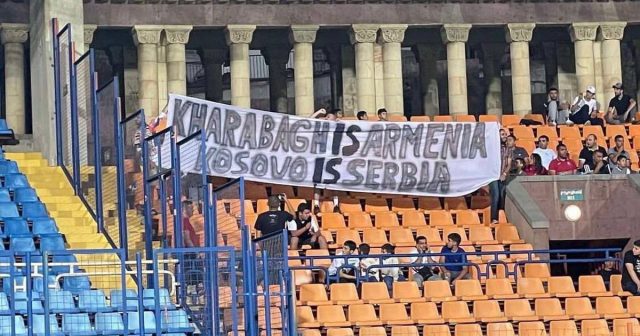 KHARABAGH IS ARMENIA
KOSOVO IS SERBIA